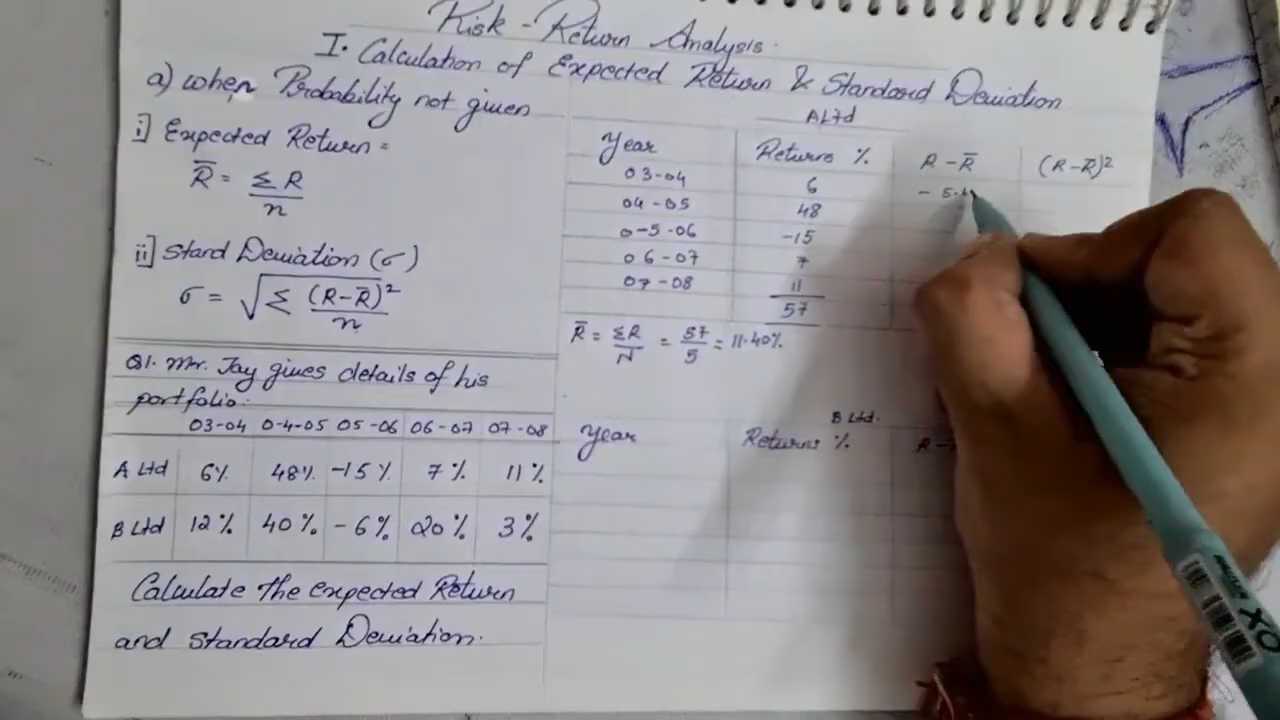 Risk - Return Analysis.
I. Calculation of Expected Return & Standard Deviation
a) when Probability not given
i] Expected Return =
R̅ = ΣR
n
ii] Stard Deviation (σ)
σ = √Σ (R-R̅)²
n
Q1. Mr. Jay gives details of his
portfolio.
03-04 0-4-05 05-06 06-07 07-08
A Ltd 6% 48% -15% 7% 11%
B Ltd 12% 40% -6% 20% 3%
Calculate the expected Return
and Standard Deviation.
A Ltd
Year Returns % R - R̅ (R-R̅)²
03-04 6 - 5.4
04-05 48
0-5-06 -15
06-07 7
07-08 11
57
R̅ = ΣR = 57 = 11.40%
N 5
B Ltd.
Year Returns % R -
OXO